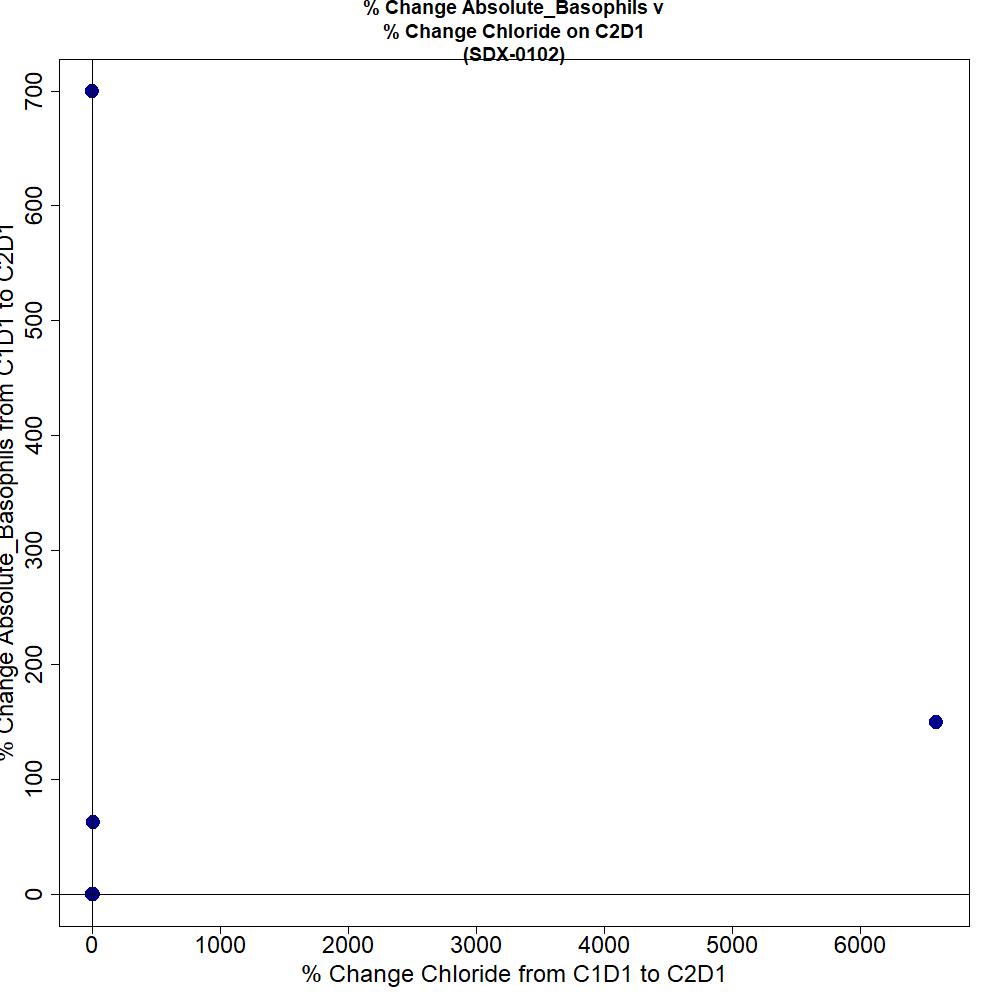 % Change Absolute_Basophils v
% Change Chloride on C2D1
(SDX-0102)
% Change Absolute_Basophils from C1D1 to C2D1
700
600
500
400
300
200
100
0
0 1000 2000 3000 4000 5000 6000
% Change Chloride from C1D1 to C2D1